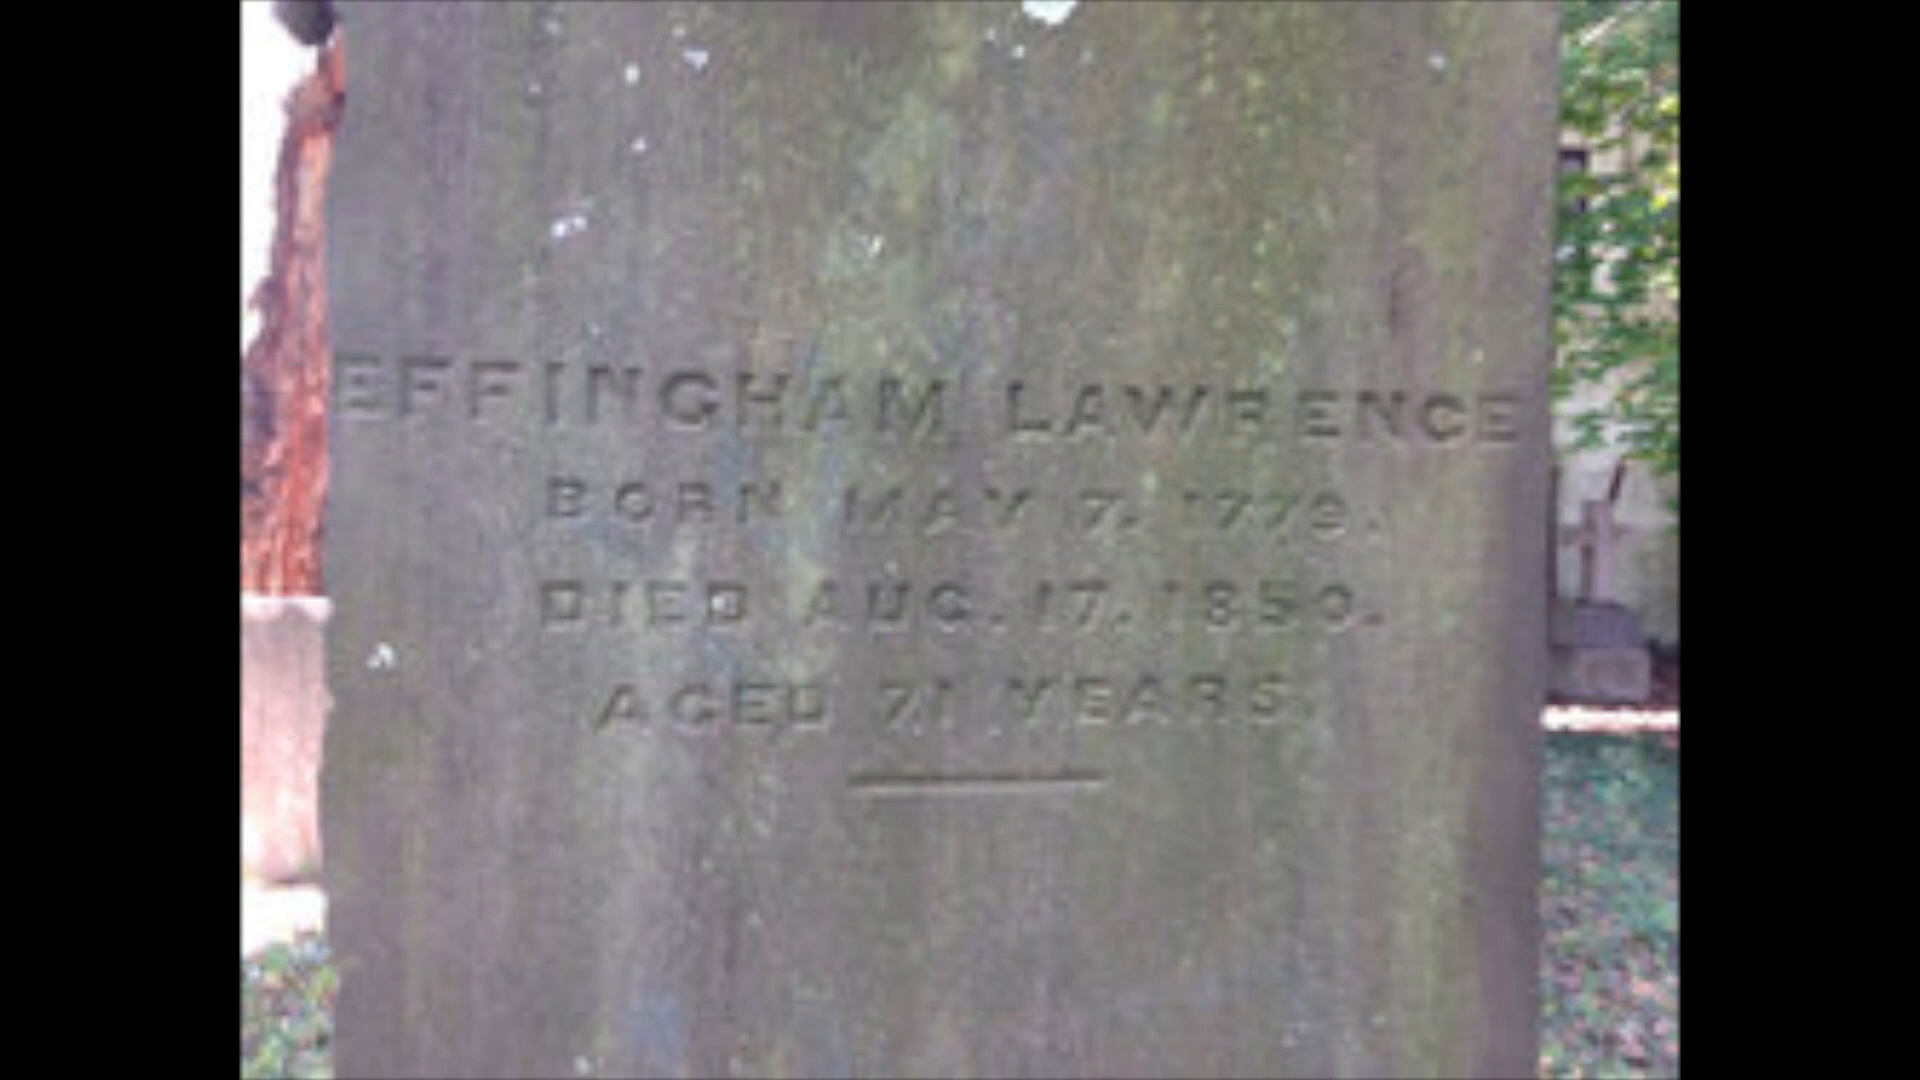 EFFINGHAM LAWRENCE
BORN MAY 7, 1779.
DIED AUG. 17, 1850.
AGED 71 YEARS.